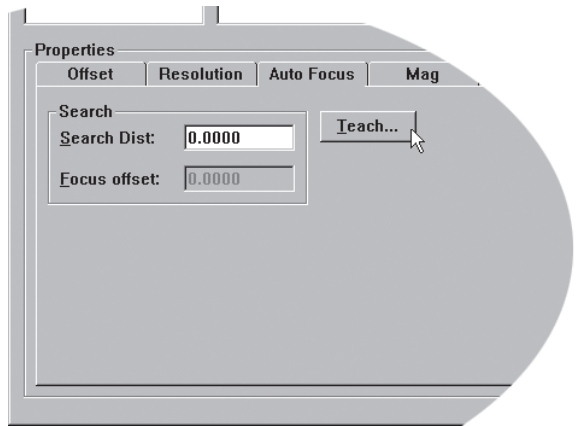 Properties
Offset Resolution Auto Focus Mag
Search
Search Dist: 0.0000 Teach...
Focus offset: 0.0000